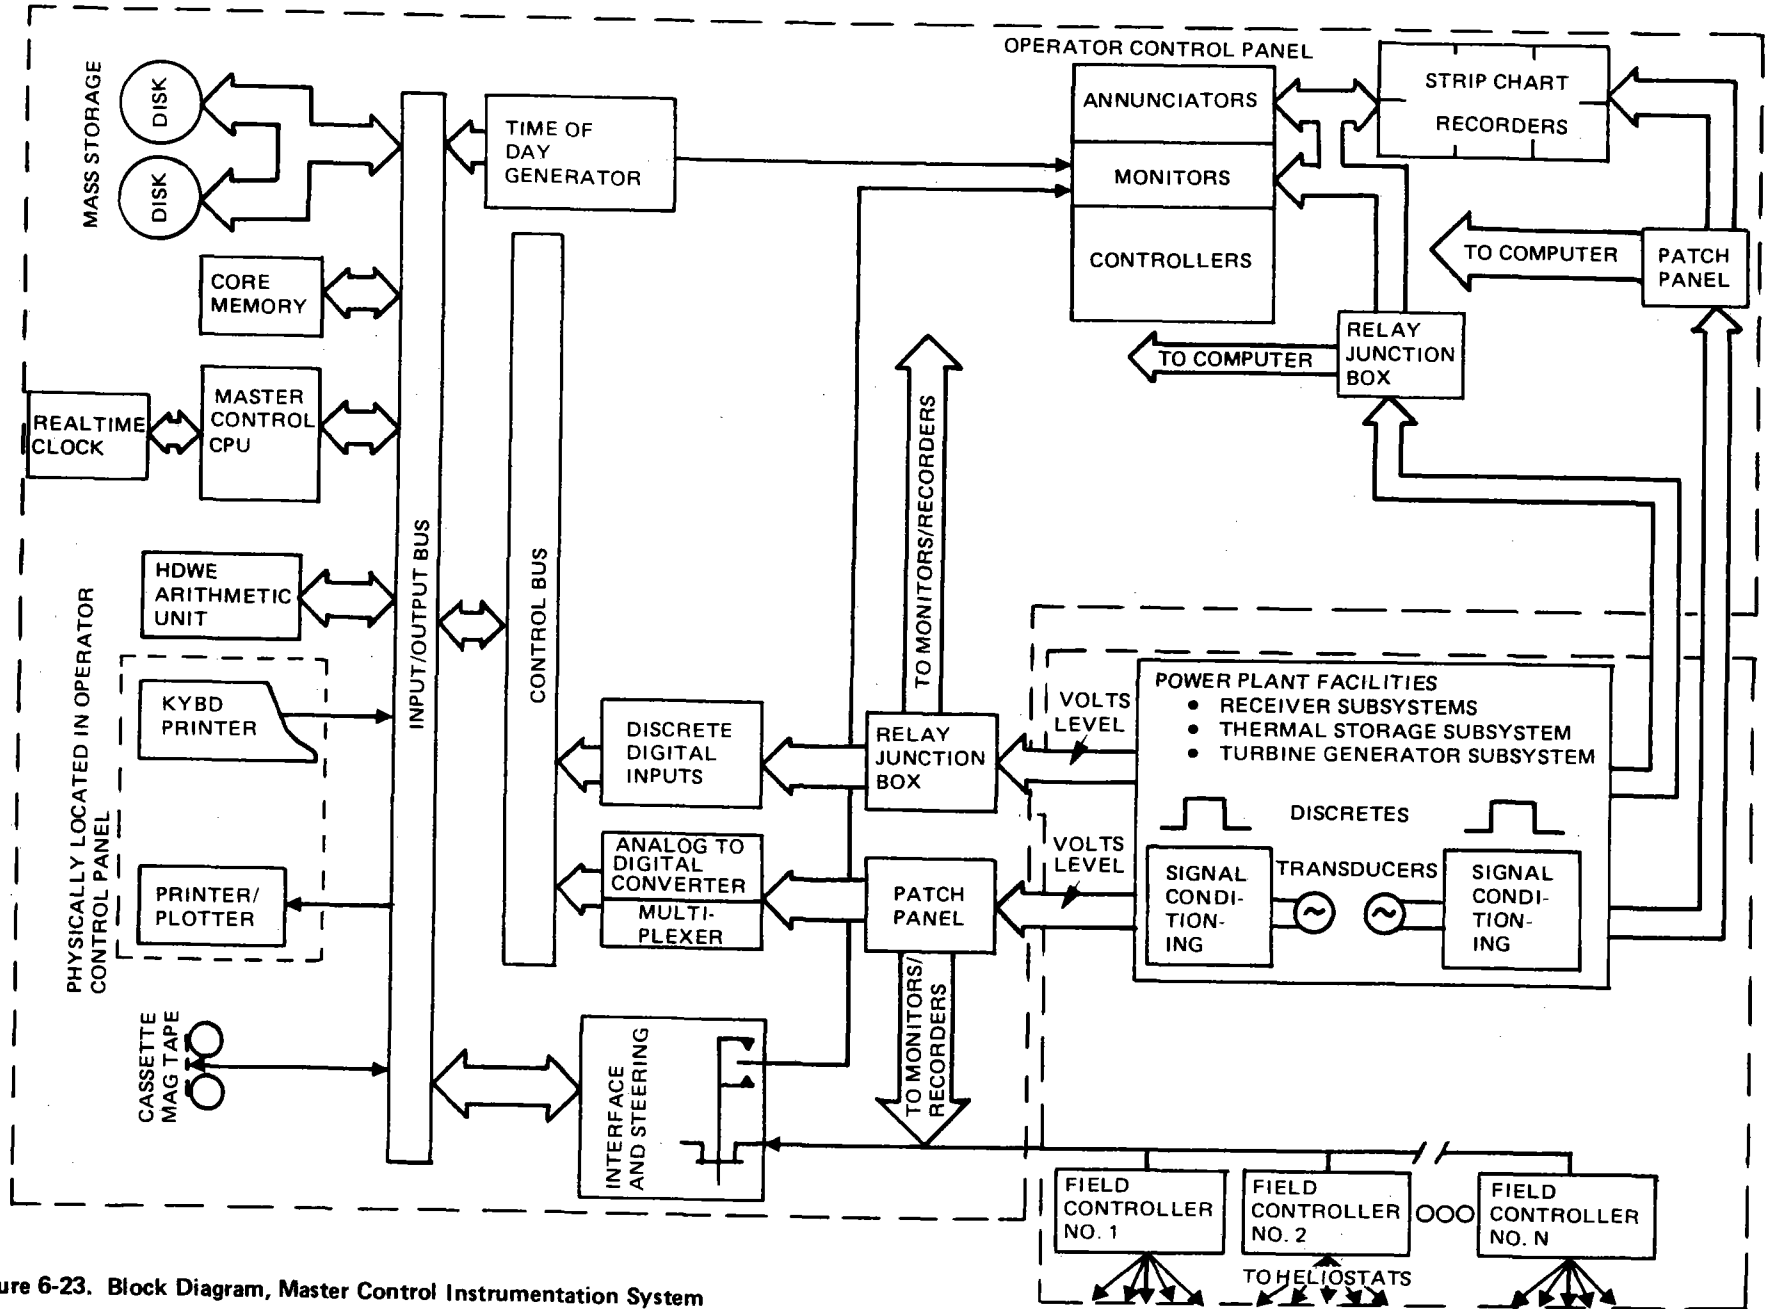 OPERATOR CONTROL PANEL
MASS STORAGE
DISK
DISK
TIME OF
DAY
GENERATOR
ANNUNCIATORS
MONITORS
CONTROLLERS
STRIP CHART
RECORDERS
TO COMPUTER
PATCH
PANEL
CORE
MEMORY
RELAY
JUNCTION
BOX
TO COMPUTER
REALTIME
CLOCK
MASTER
CONTROL
CPU
INPUT/OUTPUT BUS
CONTROL BUS
TO MONITORS/RECORDERS
HDWE
ARITHMETIC
UNIT
PHYSICALLY LOCATED IN OPERATOR
CONTROL PANEL
KYBD
PRINTER
PRINTER/
PLOTTER
DISCRETE
DIGITAL
INPUTS
RELAY
JUNCTION
BOX
VOLTS
LEVEL
POWER PLANT FACILITIES
• RECEIVER SUBSYSTEMS
• THERMAL STORAGE SUBSYSTEM
• TURBINE GENERATOR SUBSYSTEM
DISCRETES
ANALOG TO
DIGITAL
CONVERTER
MULTI-
PLEXER
PATCH
PANEL
VOLTS
LEVEL
SIGNAL
CONDI-
TION-
ING
TRANSDUCERS
~
~
SIGNAL
CONDI-
TION-
ING
CASSETTE
MAG TAPE
INTERFACE
AND STEERING
TO MONITORS/
RECORDERS
FIELD
CONTROLLER
NO. 1
FIELD
CONTROLLER
NO. 2
OOO
FIELD
CONTROLLER
NO. N
TO HELIOSTATS
ure 6-23. Block Diagram, Master Control Instrumentation System